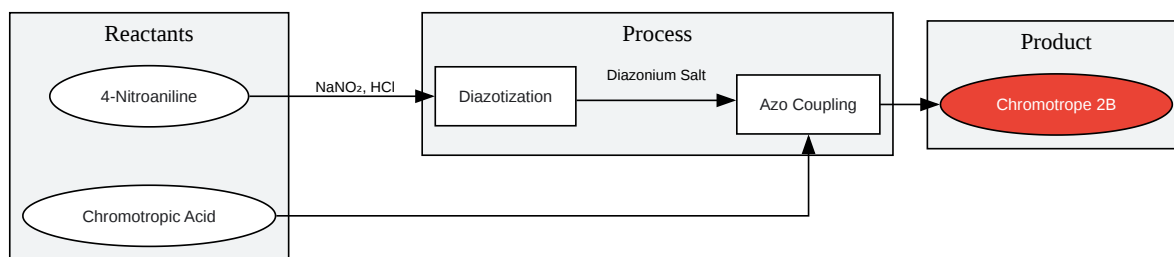 Reactants
Process
Product
4-Nitroaniline
NaNO₂, HCl
Diazotization
Diazonium Salt
Azo Coupling
Chromotrope 2B
Chromotropic Acid